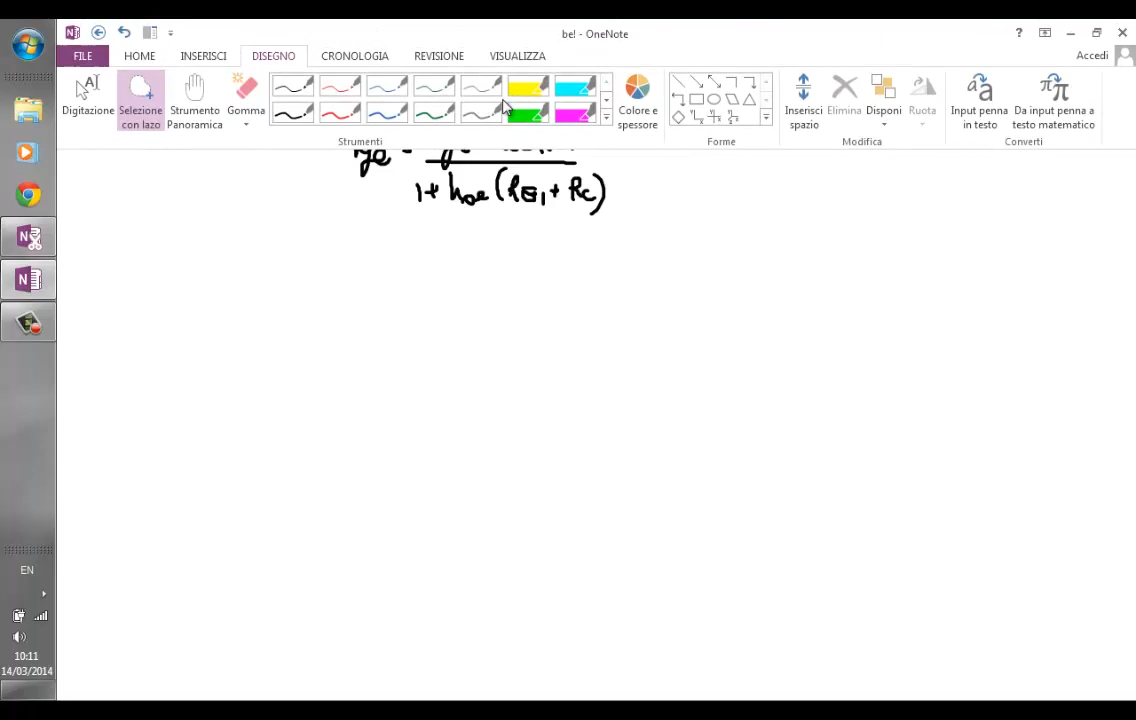 be! - OneNote
?
Accedi
FILE HOME INSERISCI DISEGNO CRONOLOGIA REVISIONE VISUALIZZA
Digitazione
Selezione con lazo
Strumento Panoramica
Gomma
Colore e spessore
Inserisci spazio
Elimina
Disponi
Ruota
Input penna in testo
Da input penna a testo matematico
Strumenti
Forme
Modifica
Converti
1+ hoe (RE1 + RC)
EN
10:11
14/03/2014